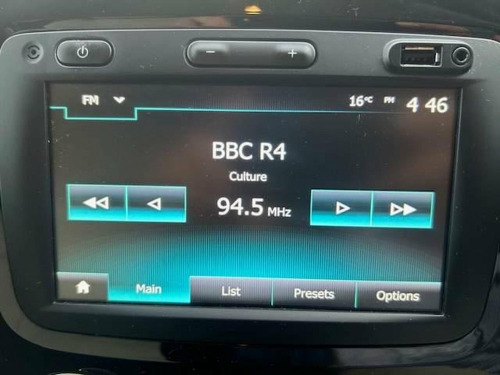 FM 16°C PM 4 46
BBC R4
Culture
94.5 MHz
Main List Presets Options